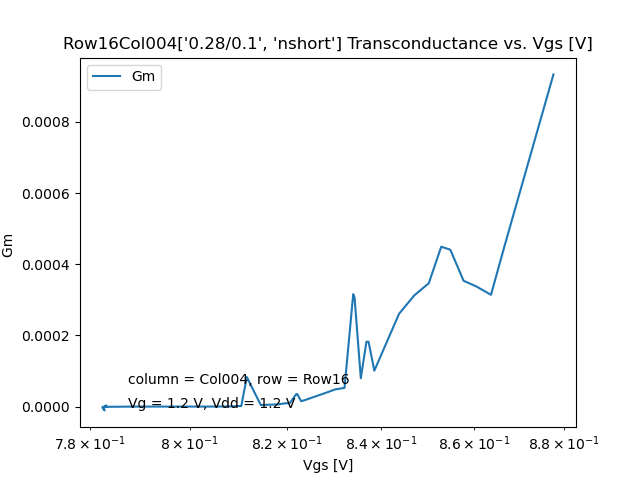 Row16Col004['0.28/0.1', 'nshort'] Transconductance vs. Vgs [V]
Gm
0.0008
0.0006
0.0004
0.0002
0.0000
Gm
column = Col004, row = Row16
Vg = 1.2 V, Vdd = 1.2 V
7.8 × 10⁻¹ 8 × 10⁻¹ 8.2 × 10⁻¹ 8.4 × 10⁻¹ 8.6 × 10⁻¹ 8.8 × 10⁻¹
Vgs [V]